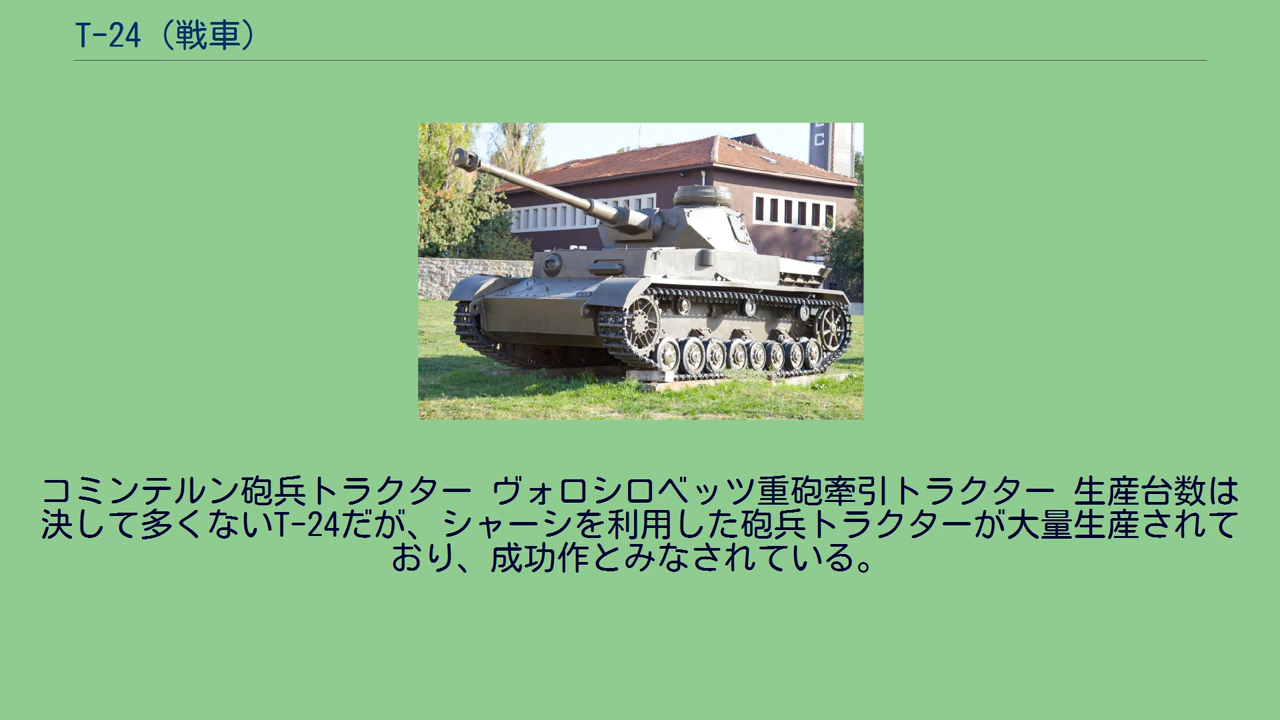 T-24（戦車）
C
コミンテルン砲兵トラクター ヴォロシロベッツ重砲牽引トラクター 生産台数は
決して多くないT-24だが、シャーシを利用した砲兵トラクターが大量生産されて
おり、成功作とみなされている。